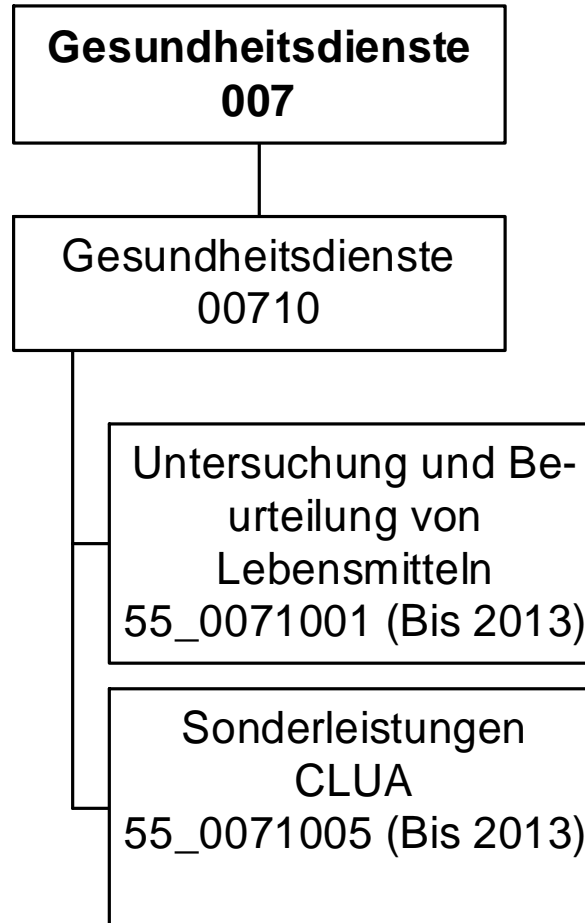 Gesundheitsdienste
007
Gesundheitsdienste
00710
Untersuchung und Be-
urteilung von
Lebensmitteln
55_0071001 (Bis 2013)
Sonderleistungen
CLUA
55_0071005 (Bis 2013)